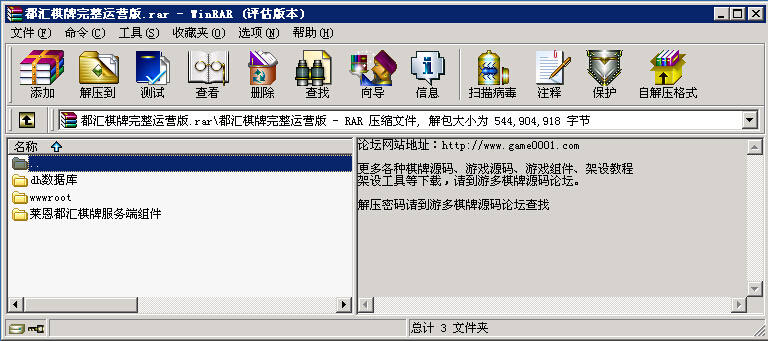 都汇棋牌完整运营版.rar - WinRAR (评估版本)
文件(F) 命令(C) 工具(S) 收藏夹(O) 选项(N) 帮助(H)
添加 解压到 测试 查看 删除 查找 向导 信息 扫描病毒 注释 保护 自解压格式
都汇棋牌完整运营版.rar\都汇棋牌完整运营版 - RAR 压缩文件, 解包大小为 544,904,918 字节
名称
..
dh数据库
wwwroot
莱恩都汇棋牌服务端组件
论坛网站地址：http://www.game0001.com
更多各种棋牌源码、游戏源码、游戏组件、架设教程
架设工具等下载，请到游多棋牌源码论坛。
解压密码请到游多棋牌源码论坛查找
总计 3 文件夹